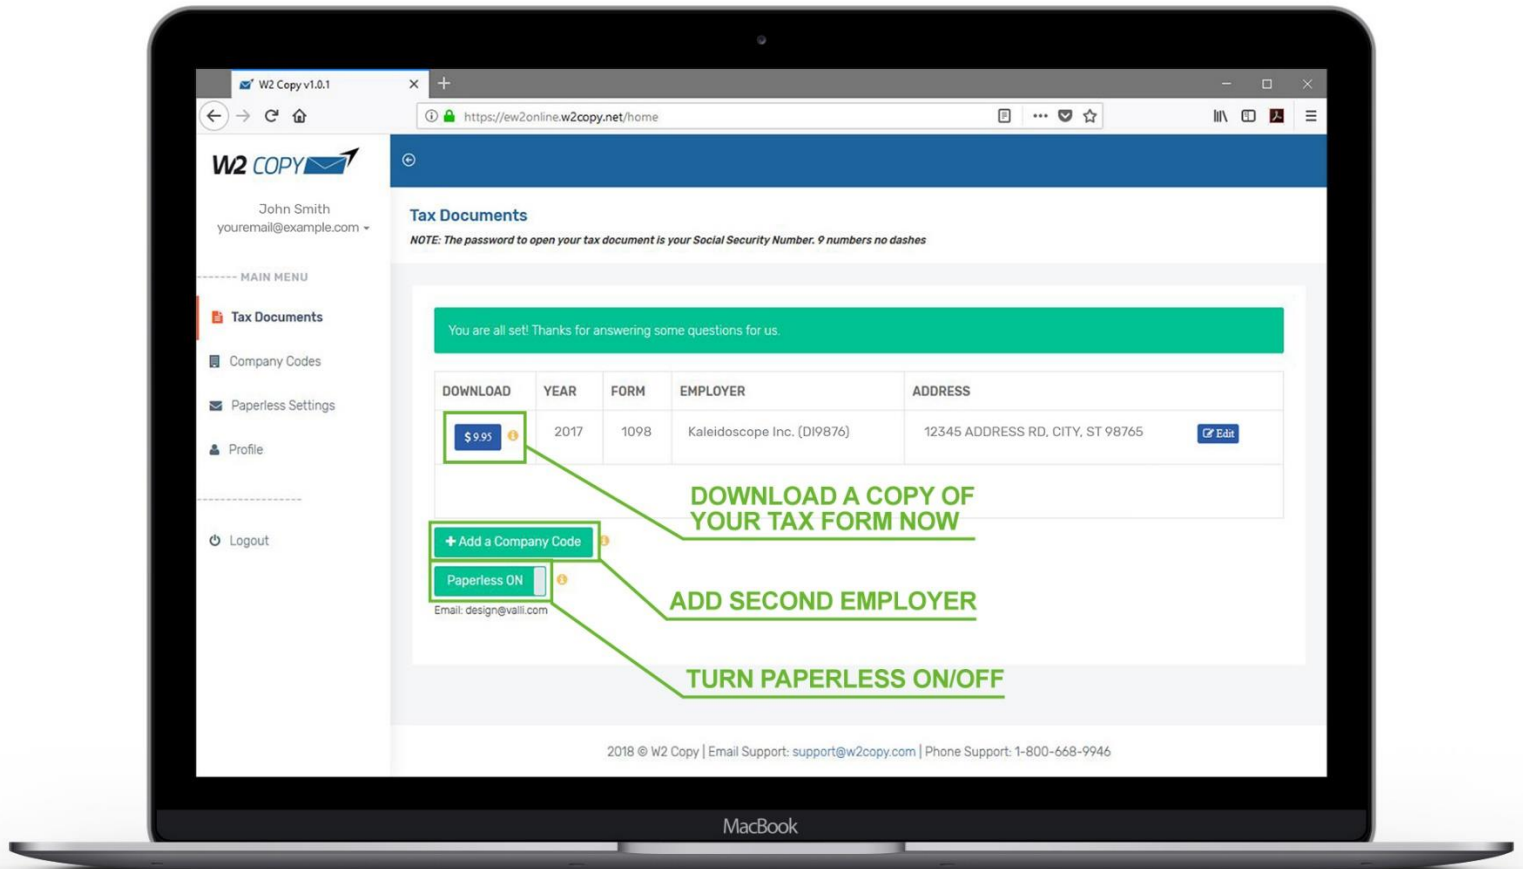 W2 Copy v1.0.1
https://ew2online.w2copy.net/home
W2 COPY
John Smith
youremail@example.com
Tax Documents
NOTE: The password to open your tax document is your Social Security Number. 9 numbers no dashes
------- MAIN MENU
Tax Documents
Company Codes
Paperless Settings
Profile
-----------------
Logout
You are all set! Thanks for answering some questions for us.
DOWNLOAD YEAR FORM EMPLOYER ADDRESS
$ 9.95 2017 1098 Kaleidoscope Inc. (DI9876) 12345 ADDRESS RD, CITY, ST 98765 Edit
DOWNLOAD A COPY OF
YOUR TAX FORM NOW
+ Add a Company Code
Paperless ON
Email: design@valli.com
ADD SECOND EMPLOYER
TURN PAPERLESS ON/OFF
2018 © W2 Copy | Email Support: support@w2copy.com | Phone Support: 1-800-668-9946
MacBook